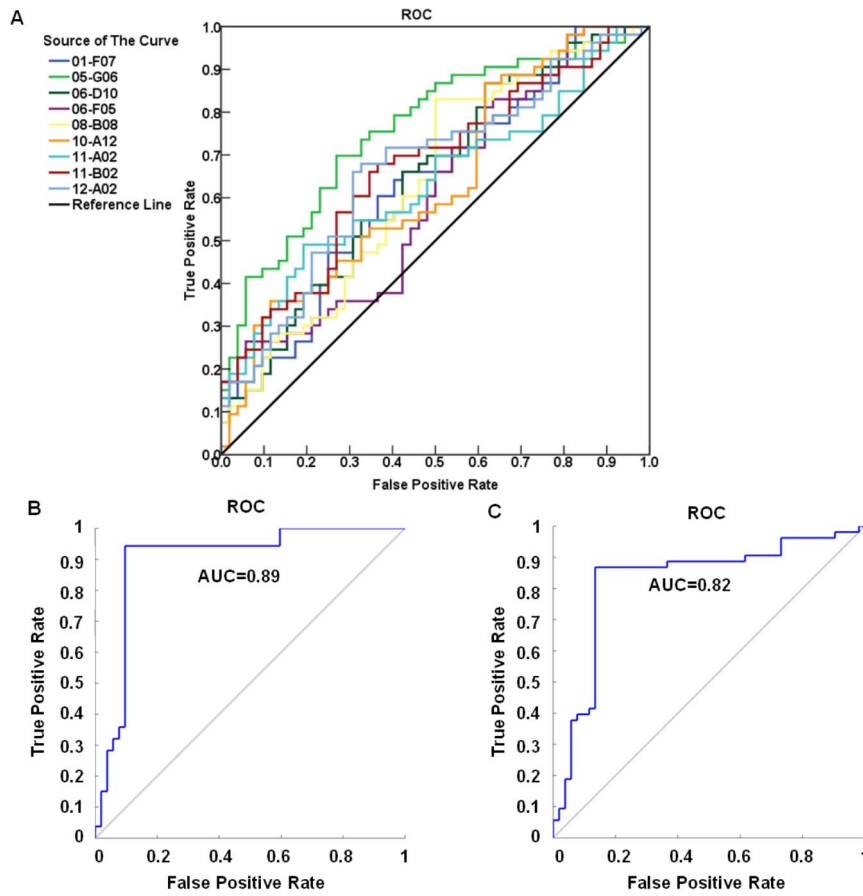 A
ROC
Source of The Curve
01-F07
05-G06
06-D10
06-F05
08-B08
10-A12
11-A02
11-B02
12-A02
Reference Line
True Positive Rate
1.0
0.9
0.8
0.7
0.6
0.5
0.4
0.3
0.2
0.1
0.0
0.0 0.1 0.2 0.3 0.4 0.5 0.6 0.7 0.8 0.9 1.0
False Positive Rate
B
ROC
AUC=0.89
True Positive Rate
1
0.9
0.8
0.7
0.6
0.5
0.4
0.3
0.2
0.1
0
0 0.2 0.4 0.6 0.8 1
False Positive Rate
C
ROC
AUC=0.82
True Positive Rate
1
0.9
0.8
0.7
0.6
0.5
0.4
0.3
0.2
0.1
0
0 0.2 0.4 0.6 0.8 1
False Positive Rate